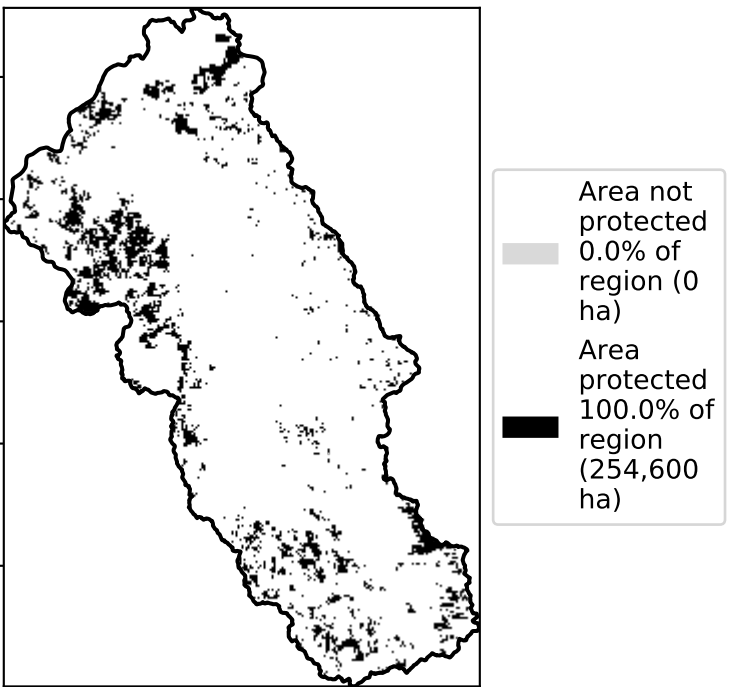 Area not
protected
0.0% of
region (0
ha)
Area
protected
100.0% of
region
(254,600
ha)